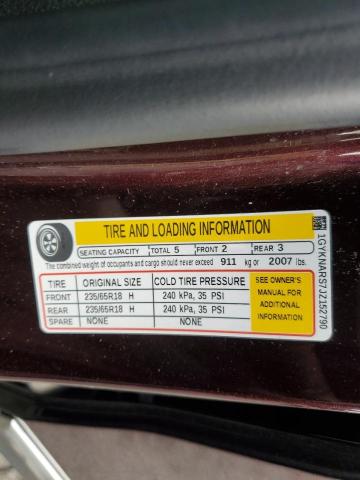 TIRE AND LOADING INFORMATION
SEATING CAPACITY TOTAL 5 FRONT 2 REAR 3
The combined weight of occupants and cargo should never exceed 911 kg or 2007 lbs.
TIRE ORIGINAL SIZE COLD TIRE PRESSURE
FRONT 235/65R18 H 240 kPa, 35 PSI
REAR 235/65R18 H 240 kPa, 35 PSI
SPARE NONE NONE
SEE OWNER'S
MANUAL FOR
ADDITIONAL
INFORMATION
1GYKNARS7JZ152790